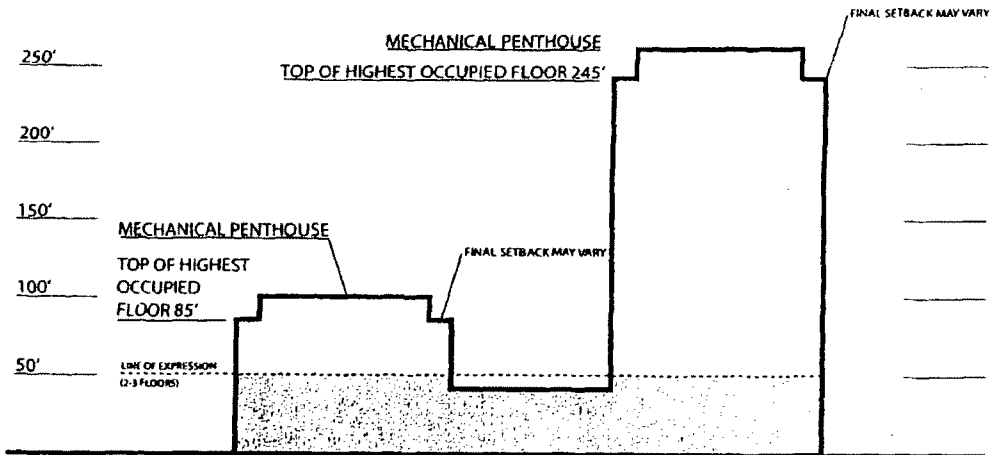 FINAL SETBACK MAY VARY
MECHANICAL PENTHOUSE
250'
TOP OF HIGHEST OCCUPIED FLOOR 245'
200'
150'
MECHANICAL PENTHOUSE
FINAL SETBACK MAY VARY
TOP OF HIGHEST
OCCUPIED
FLOOR 85'
100'
50'
LINE OF EXPRESSION
(2-3 FLOORS)